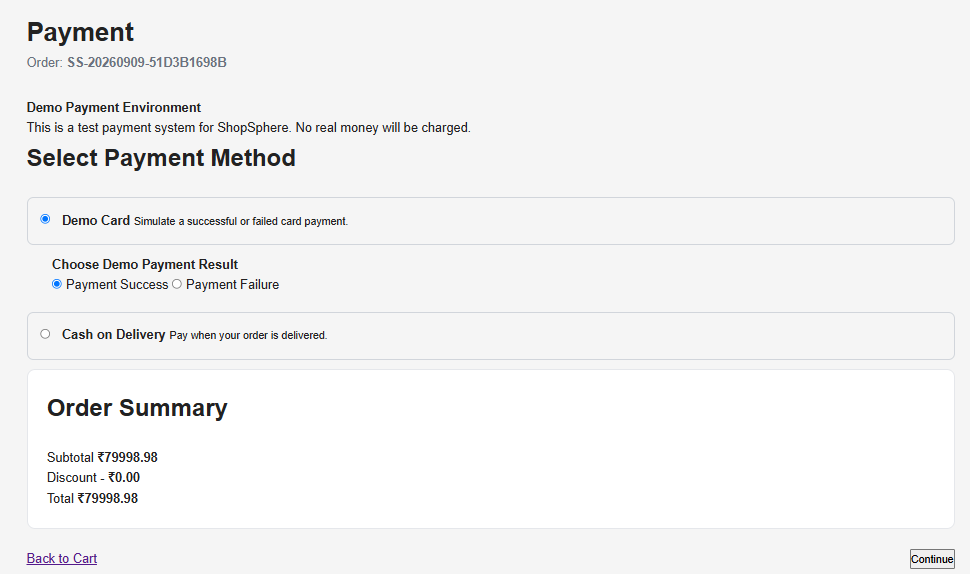 Payment
Order: SS-20260909-51D3B1698B
Demo Payment Environment
This is a test payment system for ShopSphere. No real money will be charged.
Select Payment Method
Demo Card Simulate a successful or failed card payment.
Choose Demo Payment Result
Payment Success Payment Failure
Cash on Delivery Pay when your order is delivered.
Order Summary
Subtotal ₹79998.98
Discount - ₹0.00
Total ₹79998.98
Back to Cart
Continue